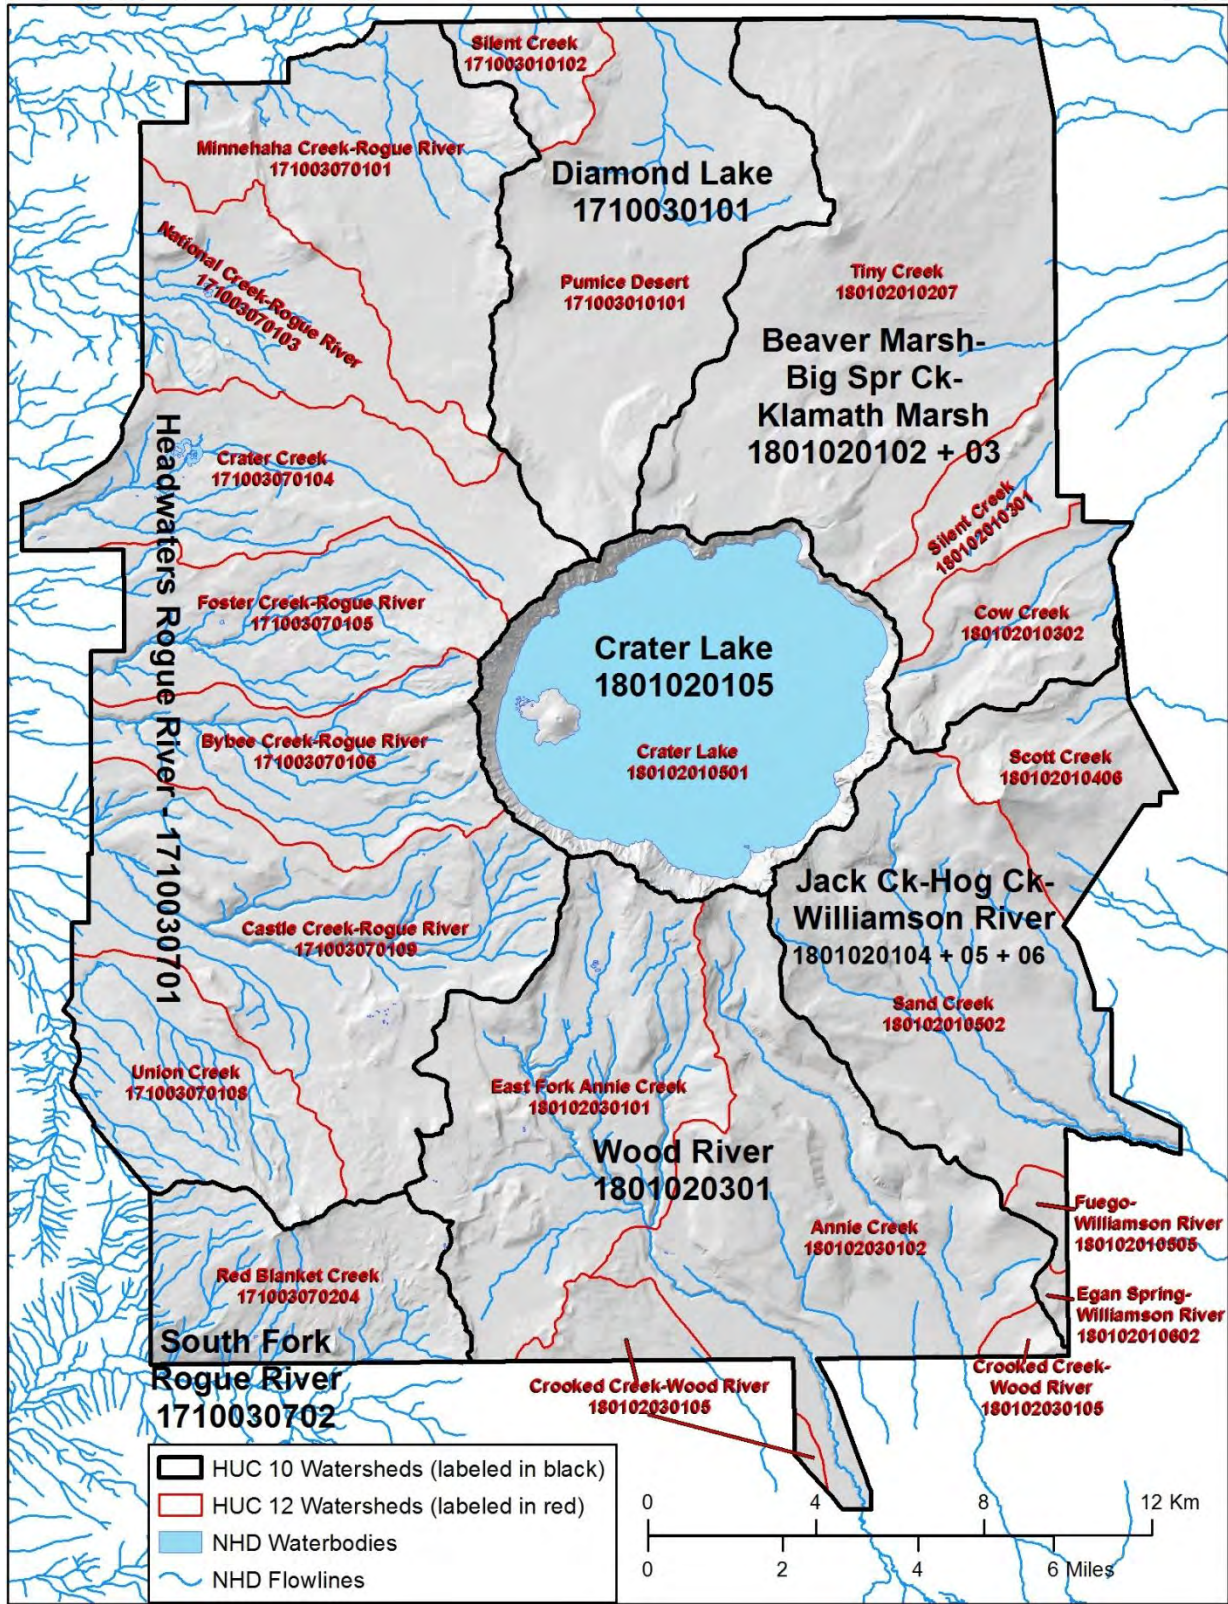 Silent Creek
171003010102
Minnehaha Creek-Rogue River
171003070101
Diamond Lake
1710030101
National Creek-Rogue River
171003070103
Pumice Desert
171003010101
Tiny Creek
180102010207
Beaver Marsh-
Big Spr Ck-
Klamath Marsh
1801020102 + 03
Headwaters Rogue River - 1710030701
Crater Creek
171003070104
Silent Creek
180102010301
Foster Creek-Rogue River
171003070105
Cow Creek
180102010302
Crater Lake
1801020105
Bybee Creek-Rogue River
171003070106
Crater Lake
180102010501
Scott Creek
180102010406
Jack Ck-Hog Ck-
Williamson River
1801020104 + 05 + 06
Castle Creek-Rogue River
171003070109
Sand Creek
180102010502
Union Creek
171003070108
East Fork Annie Creek
180102030101
Wood River
1801020301
Annie Creek
180102030102
Fuego-
Williamson River
180102010505
Red Blanket Creek
171003070204
Egan Spring-
Williamson River
180102010602
South Fork
Rogue River
1710030702
Crooked Creek-Wood River
180102030105
Crooked Creek-
Wood River
180102030105
HUC 10 Watersheds (labeled in black)
HUC 12 Watersheds (labeled in red)
NHD Waterbodies
NHD Flowlines
0 4 8 12 Km
0 2 4 6 Miles